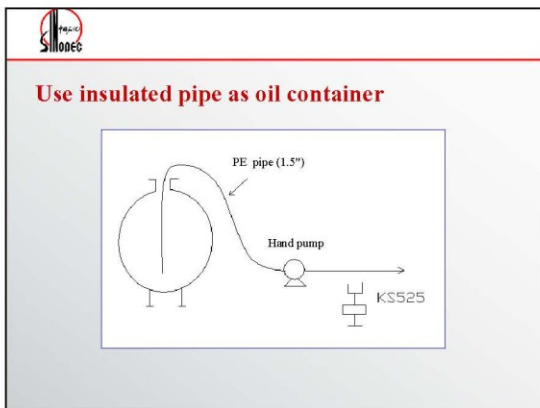 Sinopec
Use insulated pipe as oil container
PE pipe (1.5")
Hand pump
KS525